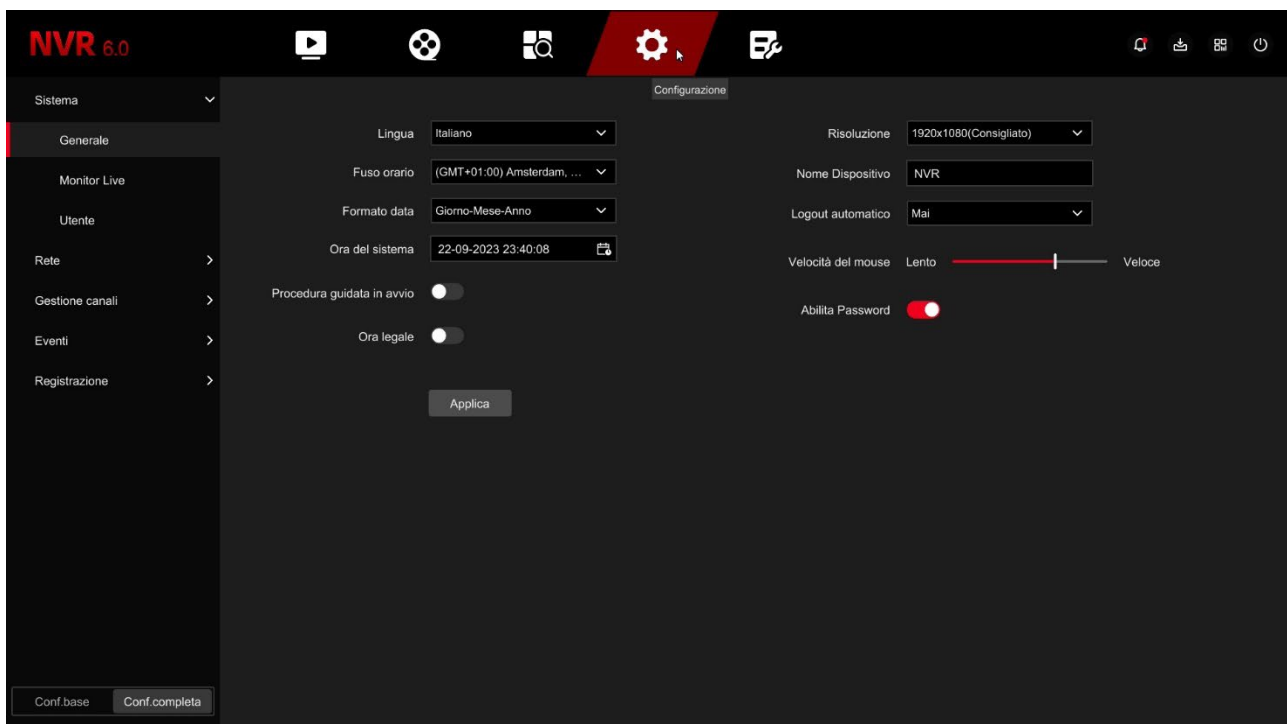 NVR 6.0
Configurazione
Sistema
Generale
Monitor Live
Utente
Rete
Gestione canali
Eventi
Registrazione
Lingua Italiano
Fuso orario (GMT+01:00) Amsterdam, ...
Formato data Giorno-Mese-Anno
Ora del sistema 22-09-2023 23:40:08
Procedura guidata in avvio
Ora legale
Applica
Risoluzione 1920x1080(Consigliato)
Nome Dispositivo NVR
Logout automatico Mai
Velocità del mouse Lento Veloce
Abilita Password
Conf.base Conf.completa